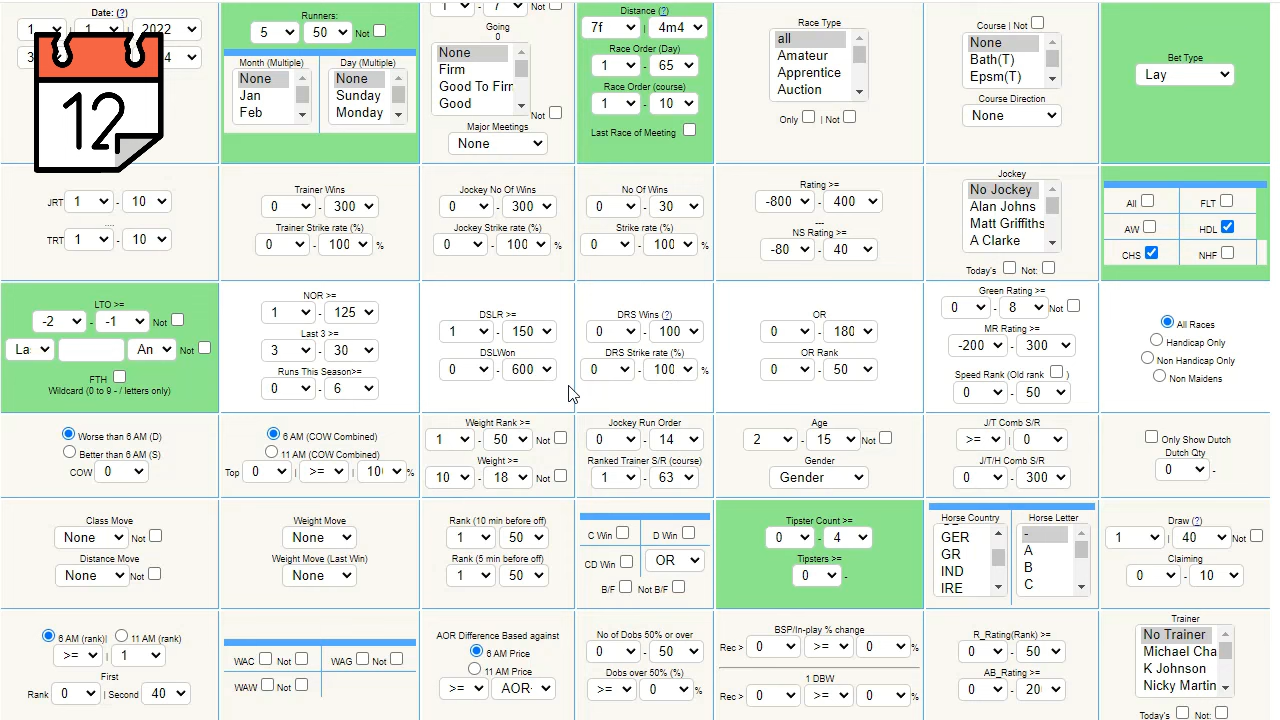 Date: (?)
1 1 2022
3 4
12
Runners:
5 | 50 Not
Month (Multiple) Day (Multiple)
None None
Jan Sunday
Feb Monday
1 - 7 Not
Going
0
None
Firm
Good To Firm
Good
Not
Major Meetings
None
Distance (?)
7f | 4m4
Race Order (Day)
1 - 65
Race Order (course)
1 - 10
Last Race of Meeting
Race Type
all
Amateur
Apprentice
Auction
Only | Not
Course | Not
None
Bath(T)
Epsm(T)
Course Direction
None
Bet Type
Lay
JRT 1 - 10
....
TRT 1 - 10
Trainer Wins
0 - 300
Trainer Strike rate (%)
0 - 100 %
Jockey No Of Wins
0 - 300
Jockey Strike rate (%)
0 - 100 %
No Of Wins
0 - 30
Strike rate (%)
0 - 100 %
Rating >=
-800 - 400
---
NS Rating >=
-80 - 40
Jockey
No Jockey
Alan Johns
Matt Griffiths
A Clarke
Today's Not:
All FLT
AW HDL
CHS NHF
LTO >=
-2 - -1 Not
La An Not
FTH
Wildcard (0 to 9 - / letters only)
NOR >=
1 - 125
Last 3 >=
3 - 30
Runs This Season>=
0 - 6
DSLR >=
1 - 150
DSLWon
0 - 600
DRS Wins (?)
0 - 100
DRS Strike rate (%)
0 - 100 %
OR
0 - 180
OR Rank
0 - 50
Green Rating >=
0 - 8 Not
MR Rating >=
-200 - 300
Speed Rank (Old rank )
0 - 50
All Races
Handicap Only
Non Handicap Only
Non Maidens
Worse than 6 AM (D)
Better than 6 AM (S)
COW 0
6 AM (COW Combined)
11 AM (COW Combined)
Top 0 | >= | 10 %
Weight Rank >=
1 - 50 Not
Weight >=
10 - 18 Not
Jockey Run Order
0 - 14
Ranked Trainer S/R (course)
1 - 63
Age
2 - 15 Not
Gender
Gender
J/T Comb S/R
>= | 0
J/T/H Comb S/R
0 - 300
Only Show Dutch
Dutch Qty
0 -
Class Move
None Not
Distance Move
None Not
Weight Move
None
Weight Move (Last Win)
None
Rank (10 min before off)
1 50
Rank (5 min before off)
1 50
C Win D Win
CD Win OR
B/F Not B/F
Tipster Count >=
0 - 4
Tipsters >=
0 -
Horse Country Horse Letter
GER -
GR A
IND B
IRE C
Draw (?)
1 | 40 Not
Claiming
0 - 10
6 AM (rank)| 11 AM (rank)
>= | 1
First
Rank 0 | Second 40
WAC Not WAG Not
WAW Not
AOR Difference Based against
6 AM Price
11 AM Price
>= AOR
No of Dobs 50% or over
0 - 50
Dobs over 50% (%)
>= 0 %
BSP/In-play % change
Rec > 0 >= 0 %
1 DBW
Rec > 0 >= 0 %
R_Rating(Rank) >=
0 - 50
AB_Rating >=
0 - 20
Trainer
No Trainer
Michael Cha
K Johnson
Nicky Martin
Today's Not: